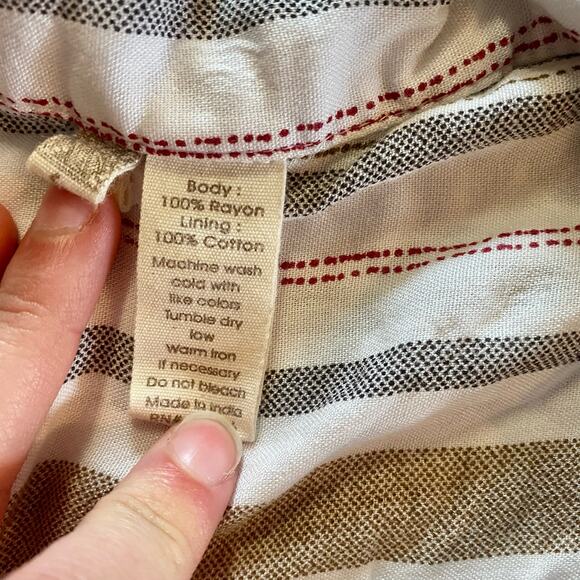 Body :
100% Rayon
Lining :
100% Cotton
Machine wash
cold with
like colors
Tumble dry
low
Warm Iron
if necessary
Do not bleach
Made in India
RN#